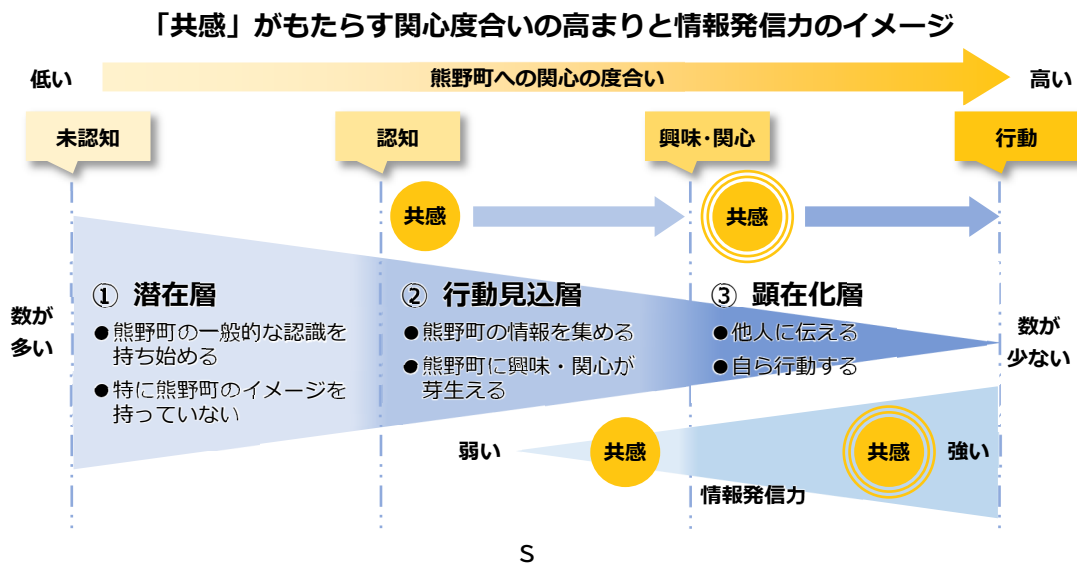 「共感」がもたらす関心度合いの高まりと情報発信力のイメージ
低い
熊野町への関心の度合い
高い
未認知
認知
興味・関心
行動
共感
共感
数が
多い
① 潜在層
●熊野町の一般的な認識を
持ち始める
●特に熊野町のイメージを
持っていない
② 行動見込層
●熊野町の情報を集める
●熊野町に興味・関心が
芽生える
③ 顕在化層
●他人に伝える
●自ら行動する
数が
少ない
弱い
共感
共感
強い
情報発信力
S